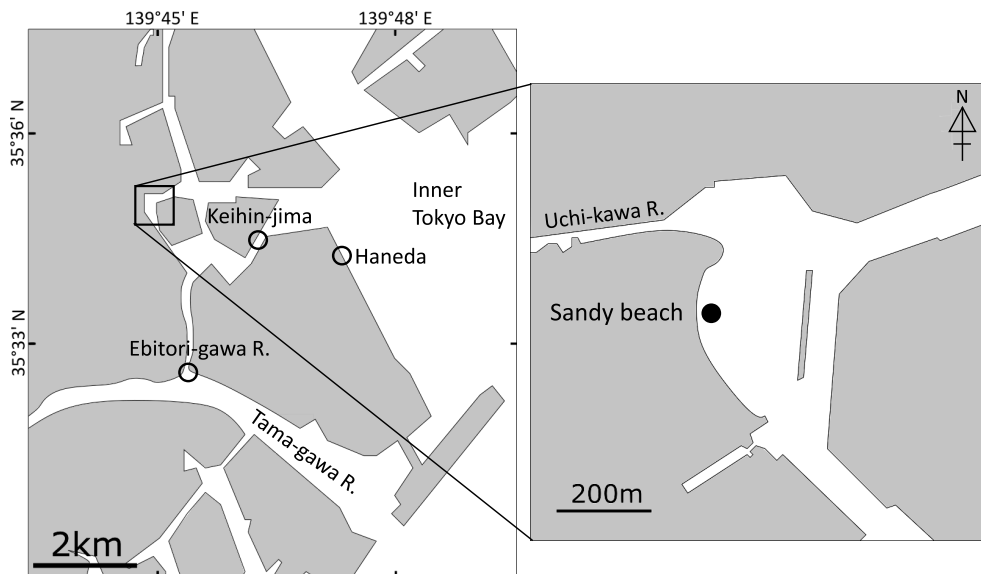 139°45' E
139°48' E
35°36' N
35°33' N
Inner
Tokyo Bay
Keihin-jima
Haneda
Ebitori-gawa R.
Tama-gawa R.
2km
N
Uchi-kawa R.
Sandy beach
200m